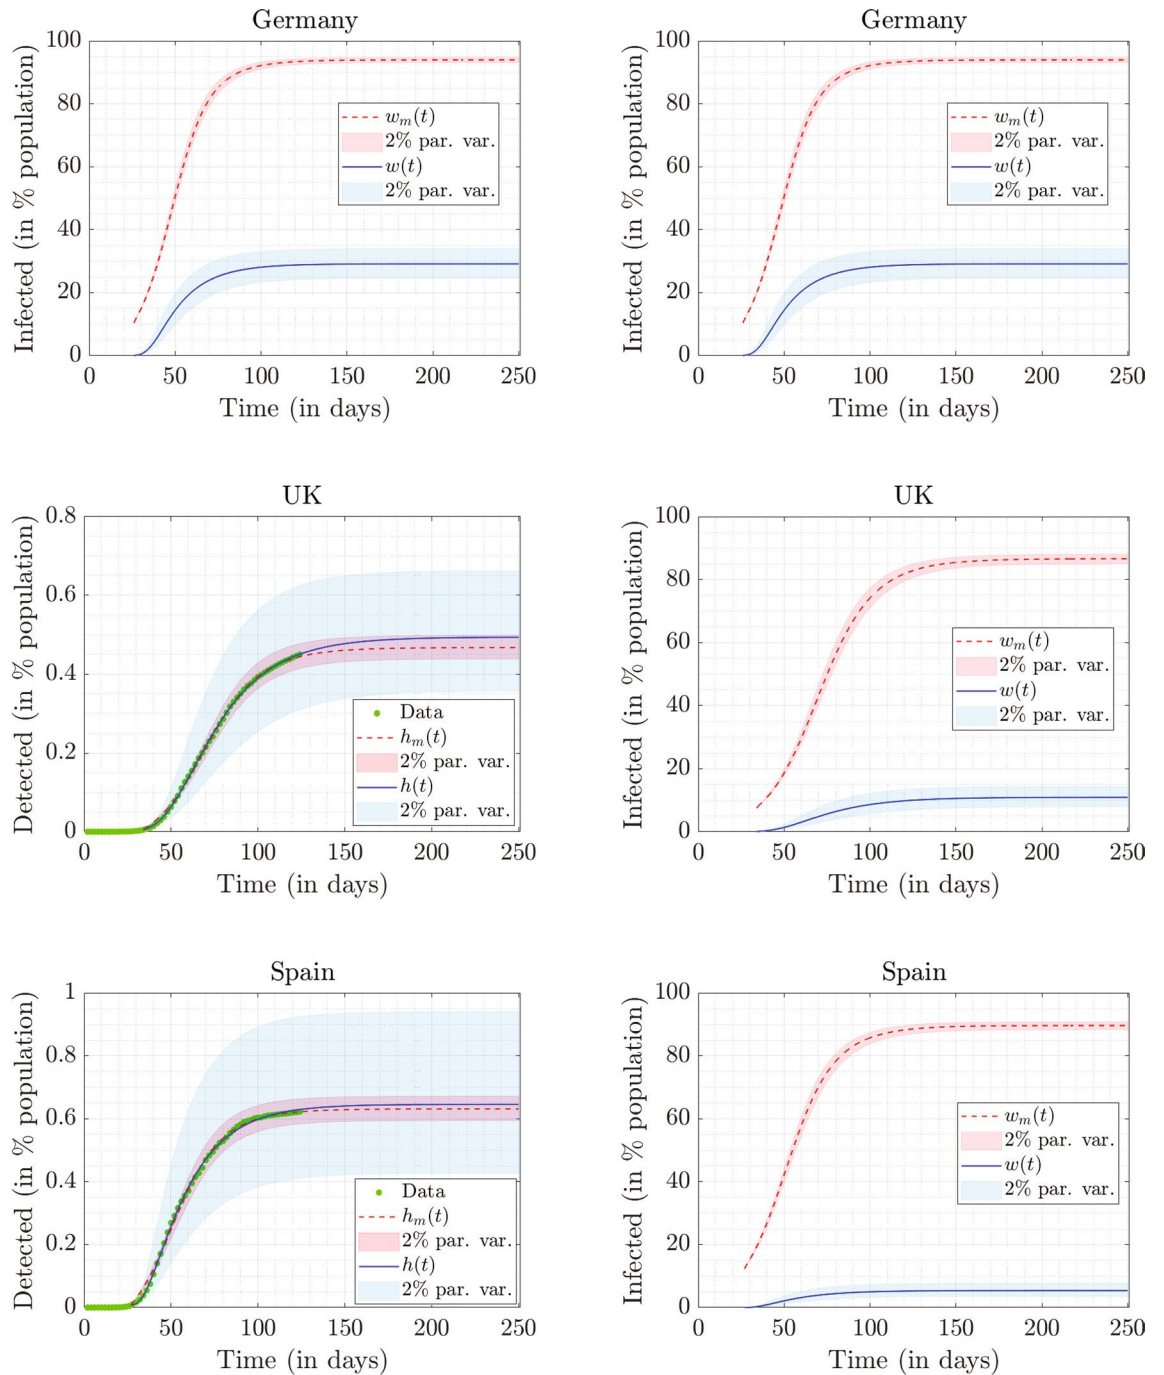 Germany
Infected (in % population)
100
80
60
40
20
0
w_m(t)
2% par. var.
w(t)
2% par. var.
0 50 100 150 200 250
Time (in days)
Germany
Infected (in % population)
100
80
60
40
20
0
w_m(t)
2% par. var.
w(t)
2% par. var.
0 50 100 150 200 250
Time (in days)
UK
Detected (in % population)
0.8
0.6
0.4
0.2
0
Data
h_m(t)
2% par. var.
h(t)
2% par. var.
0 50 100 150 200 250
Time (in days)
UK
Infected (in % population)
100
80
60
40
20
0
w_m(t)
2% par. var.
w(t)
2% par. var.
0 50 100 150 200 250
Time (in days)
Spain
Detected (in % population)
1
0.8
0.6
0.4
0.2
0
Data
h_m(t)
2% par. var.
h(t)
2% par. var.
0 50 100 150 200 250
Time (in days)
Spain
Infected (in % population)
100
80
60
40
20
0
w_m(t)
2% par. var.
w(t)
2% par. var.
0 50 100 150 200 250
Time (in days)